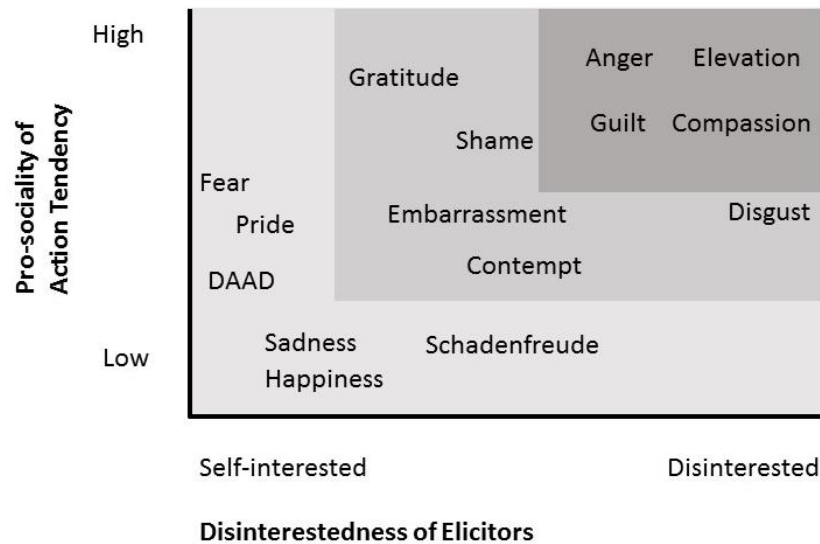 High
Anger Elevation
Gratitude
Guilt Compassion
Shame
Pro-sociality of
Action Tendency
Fear
Pride
Embarrassment
Disgust
DAAD
Contempt
Low
Sadness
Schadenfreude
Happiness
Self-interested
Disinterested
Disinterestedness of Elicitors